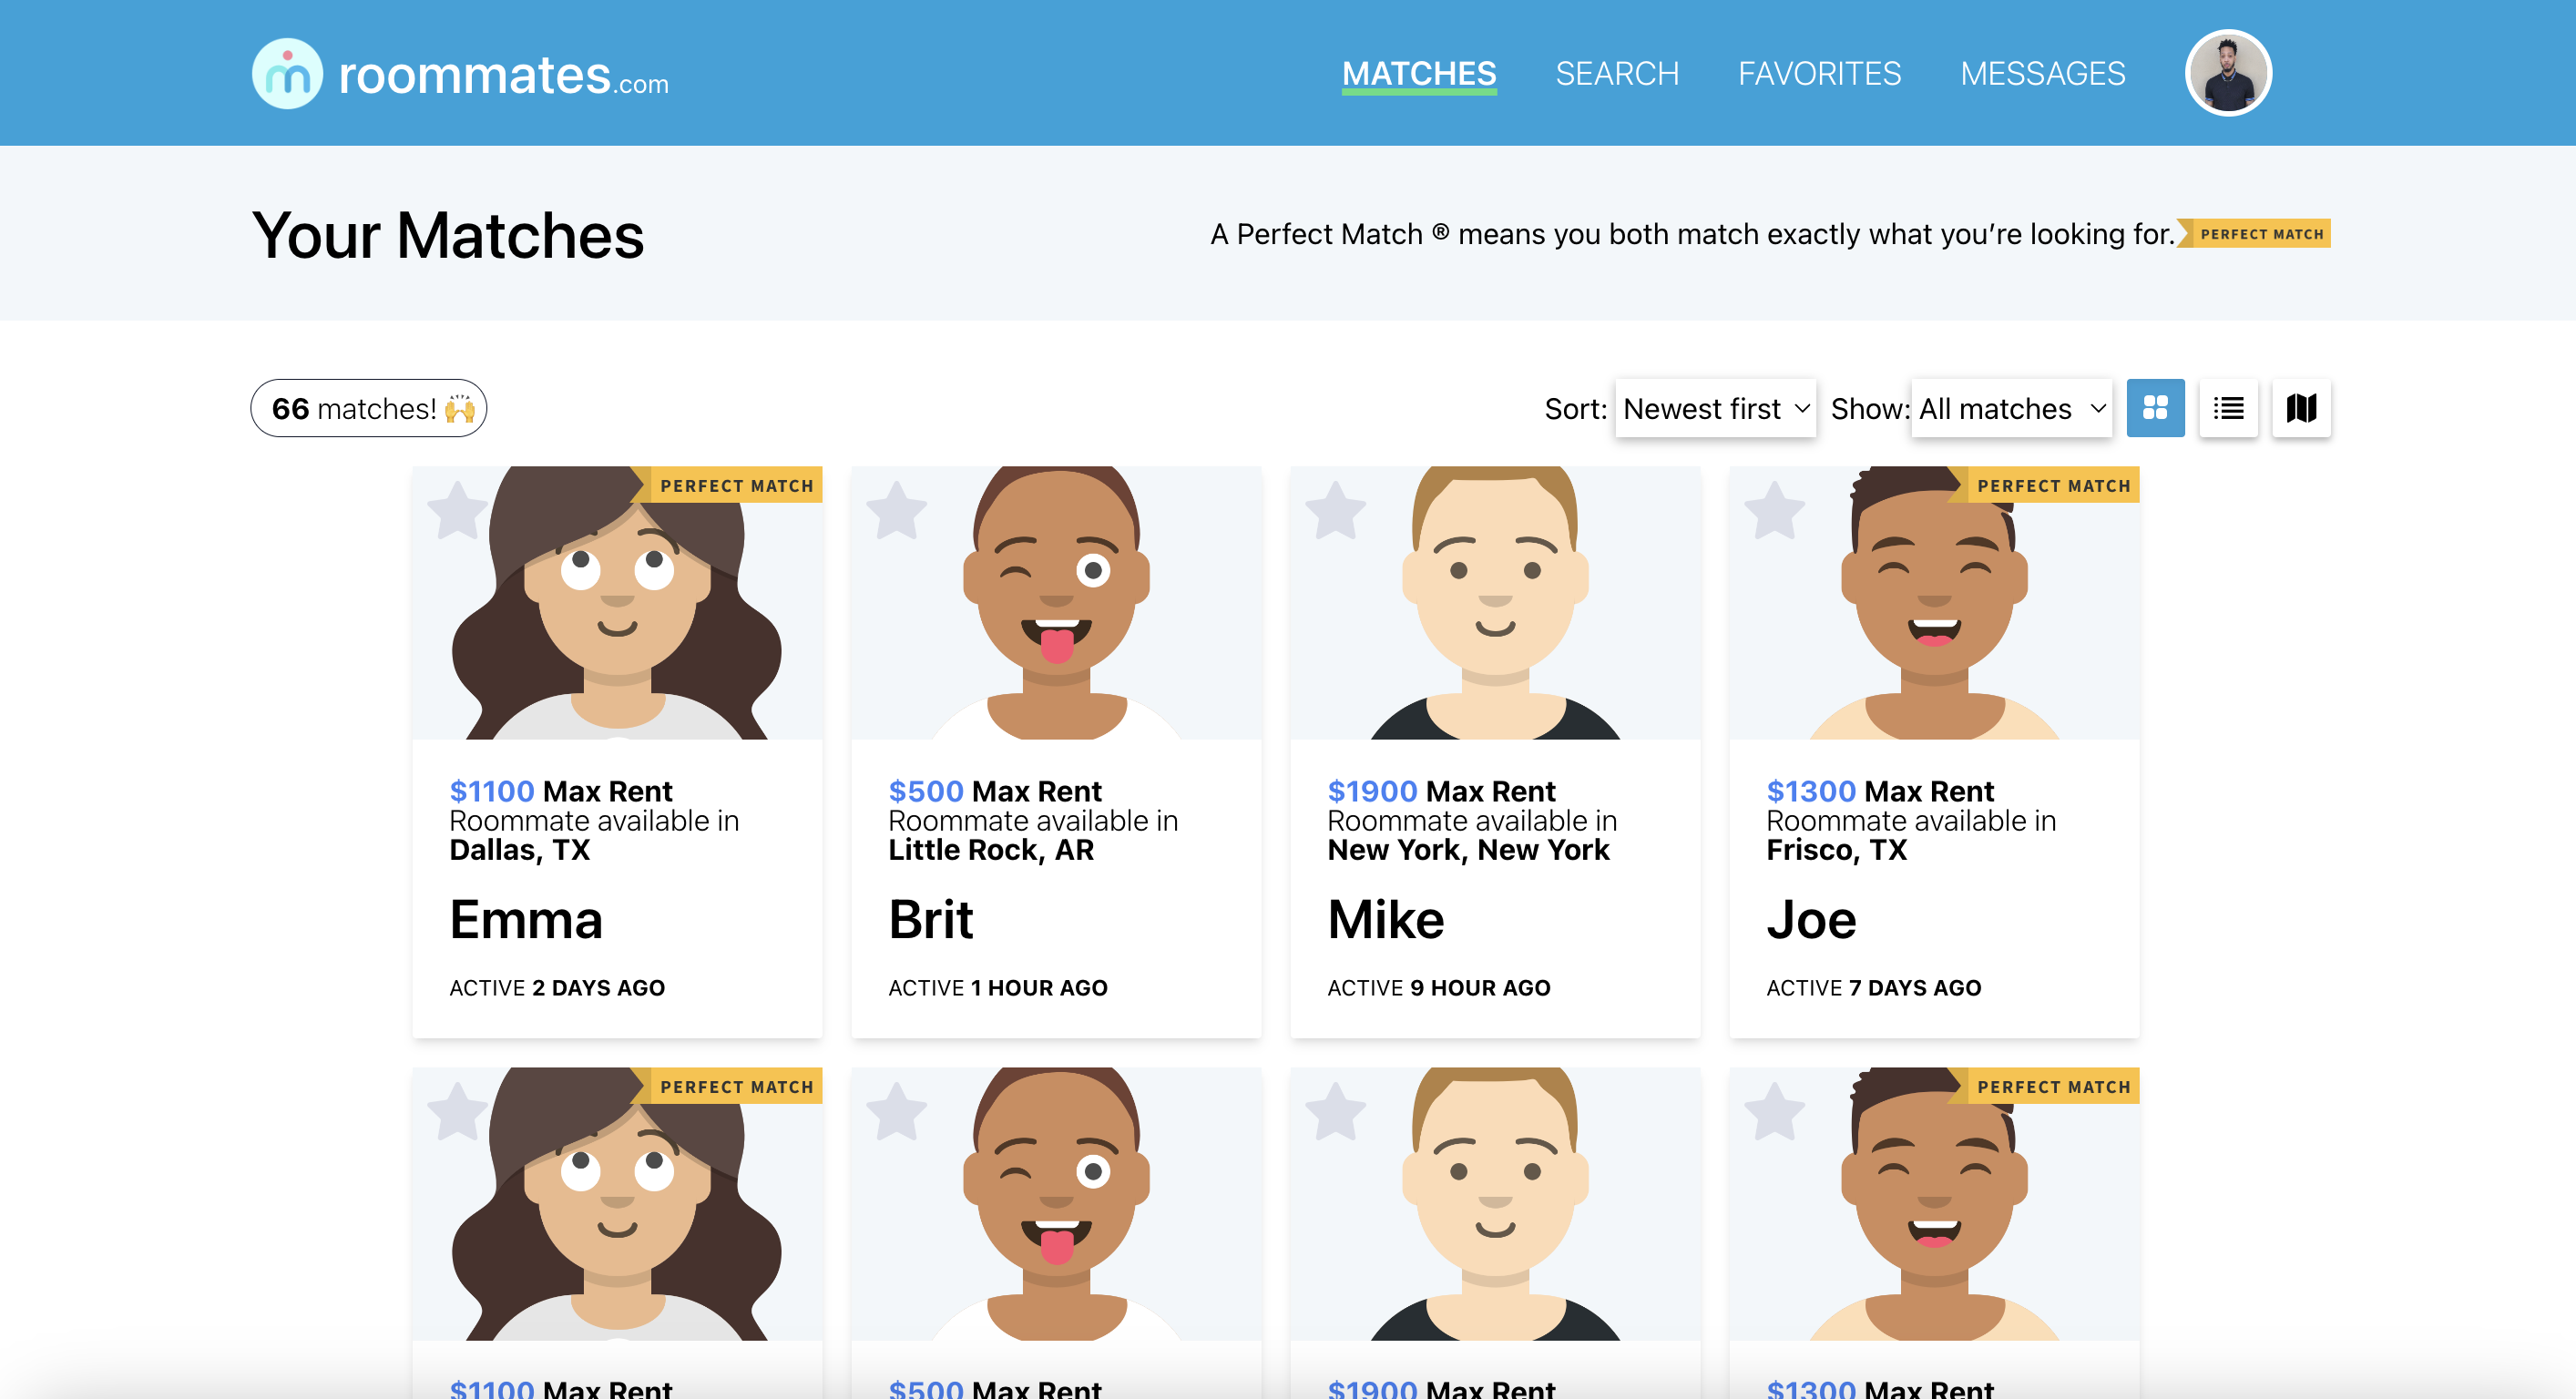 roommates.com
MATCHES SEARCH FAVORITES MESSAGES
Your Matches
A Perfect Match ® means you both match exactly what you’re looking for. PERFECT MATCH
66 matches! 🙌
Sort: Newest first Show: All matches
PERFECT MATCH
$1100 Max Rent
Roommate available in
Dallas, TX
Emma
ACTIVE 2 DAYS AGO
$500 Max Rent
Roommate available in
Little Rock, AR
Brit
ACTIVE 1 HOUR AGO
$1900 Max Rent
Roommate available in
New York, New York
Mike
ACTIVE 9 HOUR AGO
PERFECT MATCH
$1300 Max Rent
Roommate available in
Frisco, TX
Joe
ACTIVE 7 DAYS AGO
PERFECT MATCH
$1100 Max Rent
$500 Max Rent
$1900 Max Rent
PERFECT MATCH
$1300 Max Rent